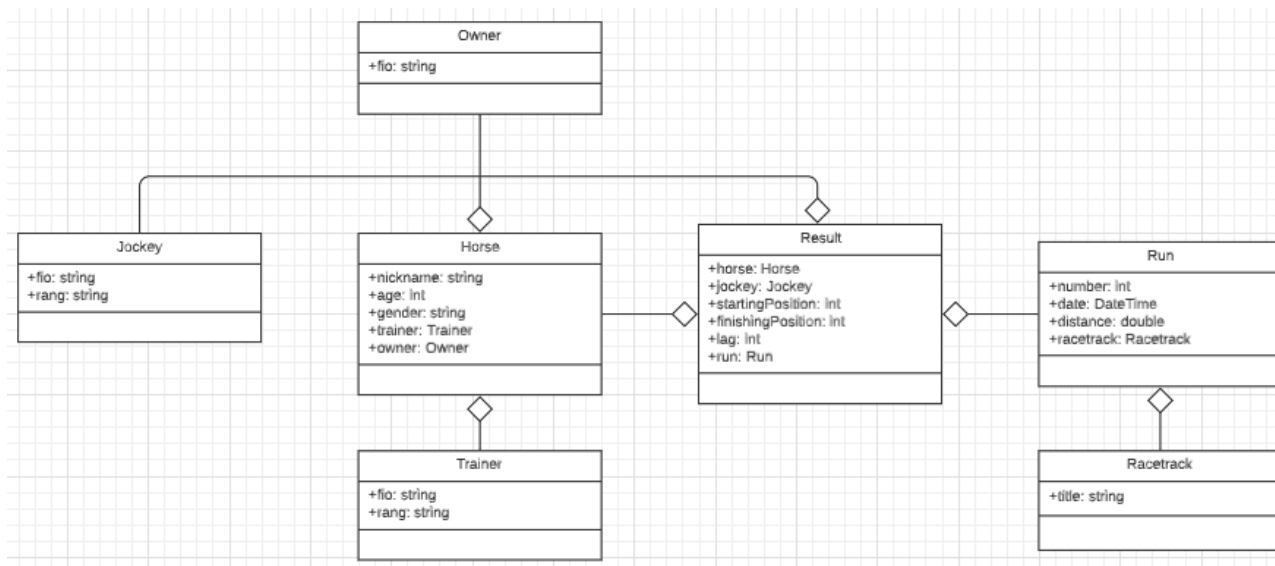 Owner
+fio: string
Jockey
+fio: string
+rang: string
Horse
+nickname: string
+age: int
+gender: string
+trainer: Trainer
+owner: Owner
Result
+horse: Horse
+jockey: Jockey
+startingPosition: int
+finishingPosition: int
+lag: int
+run: Run
Run
+number: int
+date: DateTime
+distance: double
+racetrack: Racetrack
Trainer
+fio: string
+rang: string
Racetrack
+title: string